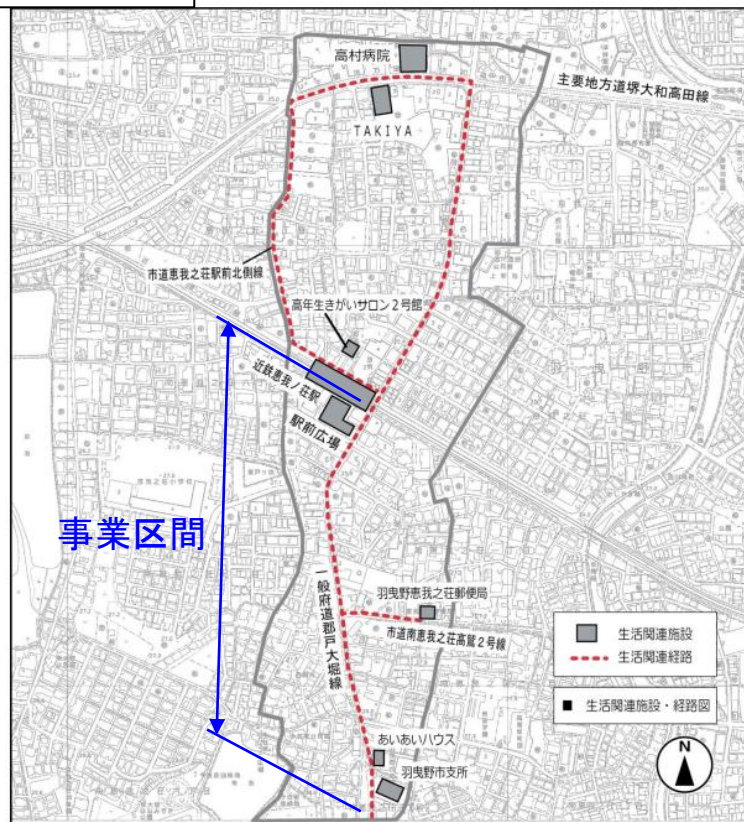 高村病院
主要地方道堺大和高田線
TAKIYA
市道恵我之荘駅前北側線
高年生きがいサロン2号館
近鉄恵我ノ荘駅
駅前広場
事業区間
一般府道郡戸大堀線
羽曳野恵我之荘郵便局
市道南恵我之荘高鷲2号線
生活関連施設
生活関連経路
■ 生活関連施設・経路図
あいあいハウス
羽曳野市支所
N